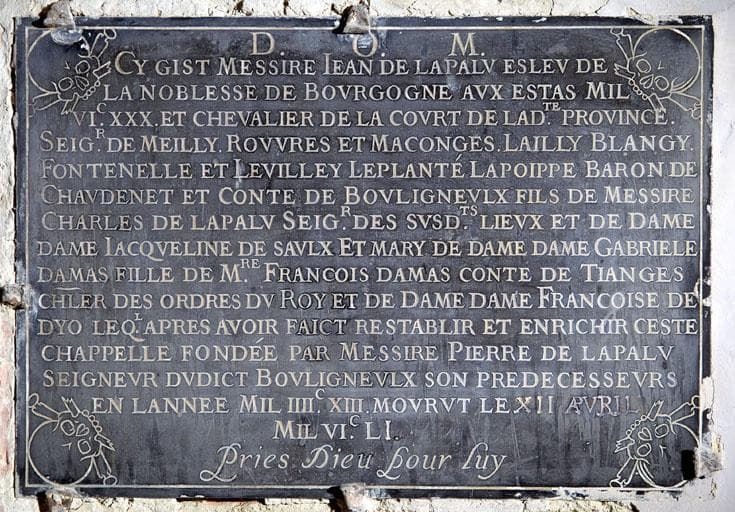 D. O. M.
CY GIST MESSIRE IEAN DE LAPALV ESLEV DE
LA NOBLESSE DE BOVRGOGNE AVX ESTAS MIL
VI.C XXX. ET CHEVALIER DE LA COVRT DE LAD.TE PROVINCE.
SEIG.R DE MEILLY. ROVVRES ET MACONGES. LAILLY BLANGY.
FONTENELLE ET LEVILLEY LEPLANTÉ LAPOIPPE BARON DE
CHAVDENET ET CONTE DE BOVLIGNEVLX FILS DE MESSIRE
CHARLES DE LAPALV SEIG.R DES SVSD.TS LIEVX ET DE DAME
DAME IACQVELINE DE SAVLX ET MARY DE DAME DAME GABRIELE
DAMAS FILLE DE M.RE FRANCOIS DAMAS CONTE DE TIANGES
CHLER DES ORDRES DV ROY ET DE DAME DAME FRANCOISE DE
DYO LEQ.L APRES AVOIR FAICT RESTABLIR ET ENRICHIR CESTE
CHAPPELLE FONDÉE PAR MESSIRE PIERRE DE LAPALV
SEIGNEVR DVDICT BOVLIGNEVLX SON PREDECESSEVRS
EN LANNEE MIL IIII.C XIII. MOVRVT LE XII AVRIL
MIL VI.C LI.
Pries Dieu pour luy